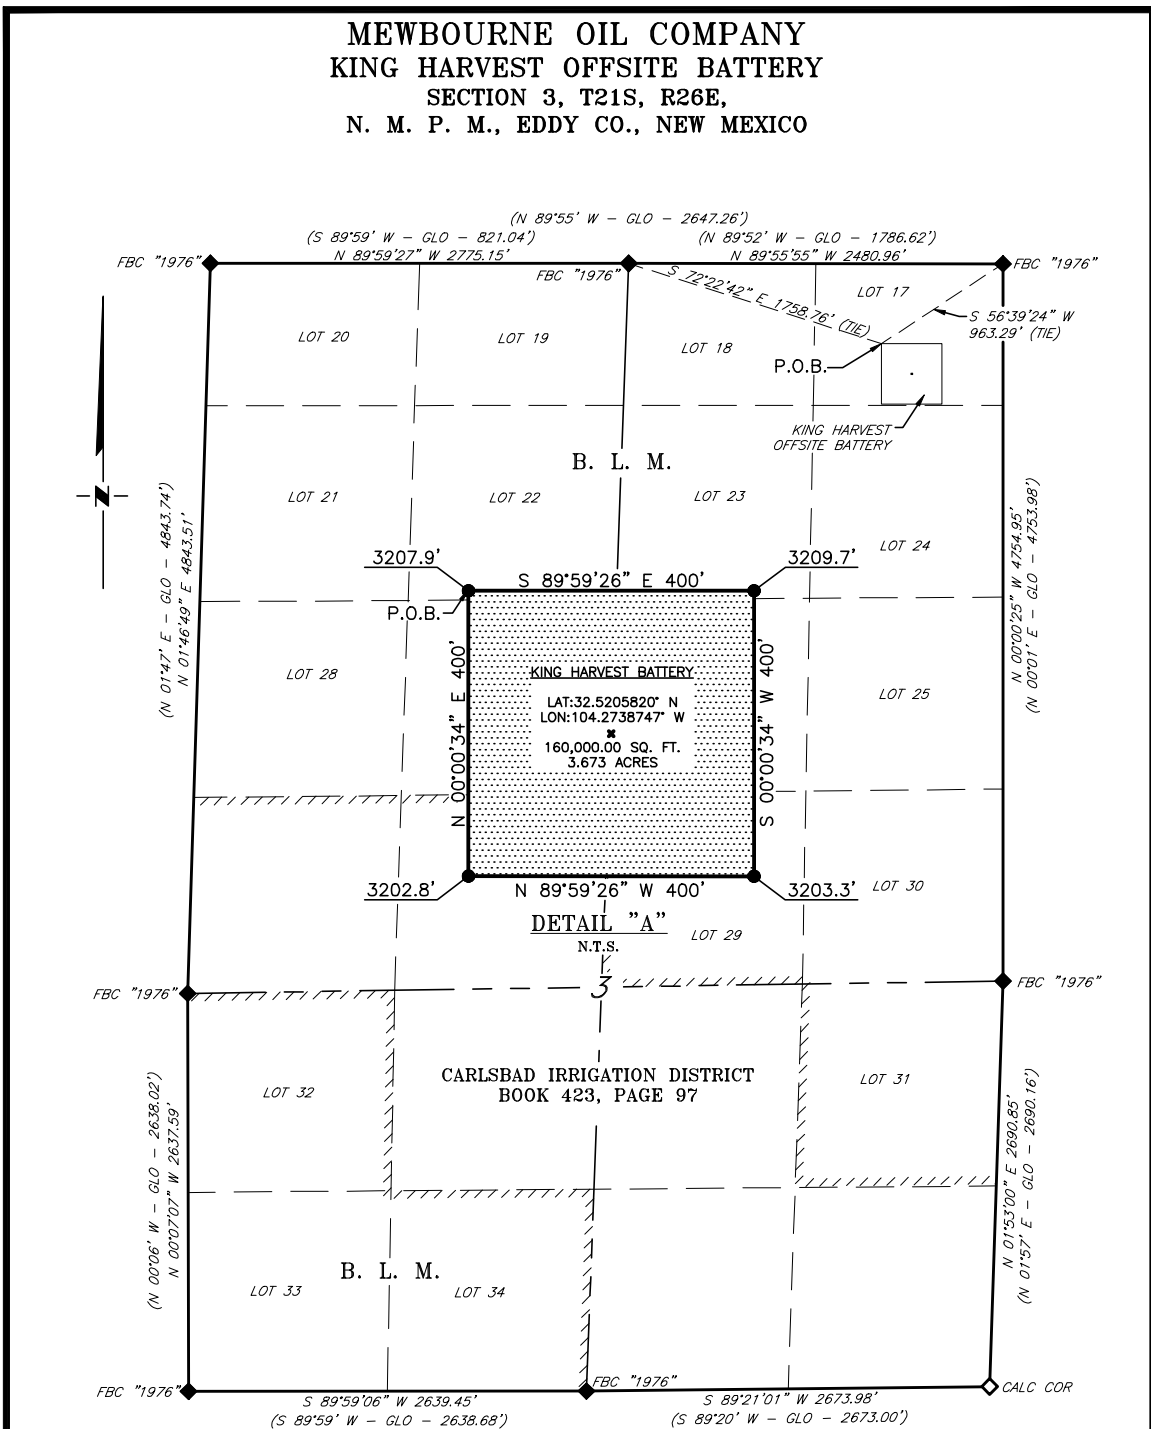 MEWBOURNE OIL COMPANY
KING HARVEST OFFSITE BATTERY
SECTION 3, T21S, R26E,
N. M. P. M., EDDY CO., NEW MEXICO
(N 89°55' W - GLO - 2647.26')
(S 89°59' W - GLO - 821.04')
(N 89°52' W - GLO - 1786.62')
N 89°59'27" W 2775.15'
N 89°55'55" W 2480.96'
FBC "1976"
FBC "1976"
FBC "1976"
S 72°22'42" E 1758.76' (TIE)
LOT 17
S 56°39'24" W
963.29' (TIE)
LOT 20
LOT 19
LOT 18
P.O.B.
KING HARVEST
OFFSITE BATTERY
B. L. M.
N
LOT 21
LOT 22
LOT 23
LOT 24
(N 01°47' E - GLO - 4843.74')
N 01°46'49" E 4843.51'
N 00°00'25" W 4754.95'
(N 00°01' E - GLO - 4753.98')
3207.9'
S 89°59'26" E 400'
3209.7'
P.O.B.
N 00°00'34" E 400'
S 00°00'34" W 400'
LOT 28
KING HARVEST BATTERY
LAT:32.5205820° N
LON:104.2738747° W
160,000.00 SQ. FT.
3.673 ACRES
LOT 25
3202.8'
N 89°59'26" W 400'
3203.3'
LOT 30
DETAIL "A"
N.T.S.
LOT 29
FBC "1976"
3
FBC "1976"
CARLSBAD IRRIGATION DISTRICT
BOOK 423, PAGE 97
LOT 32
LOT 31
(N 00°06' W - GLO - 2638.02')
N 00°07'07" W 2637.59'
N 01°53'00" E 2690.85'
(N 01°57' E - GLO - 2690.16')
B. L. M.
LOT 33
LOT 34
FBC "1976"
FBC "1976"
CALC COR
S 89°59'06" W 2639.45'
(S 89°59' W - GLO - 2638.68')
S 89°21'01" W 2673.98'
(S 89°20' W - GLO - 2673.00')